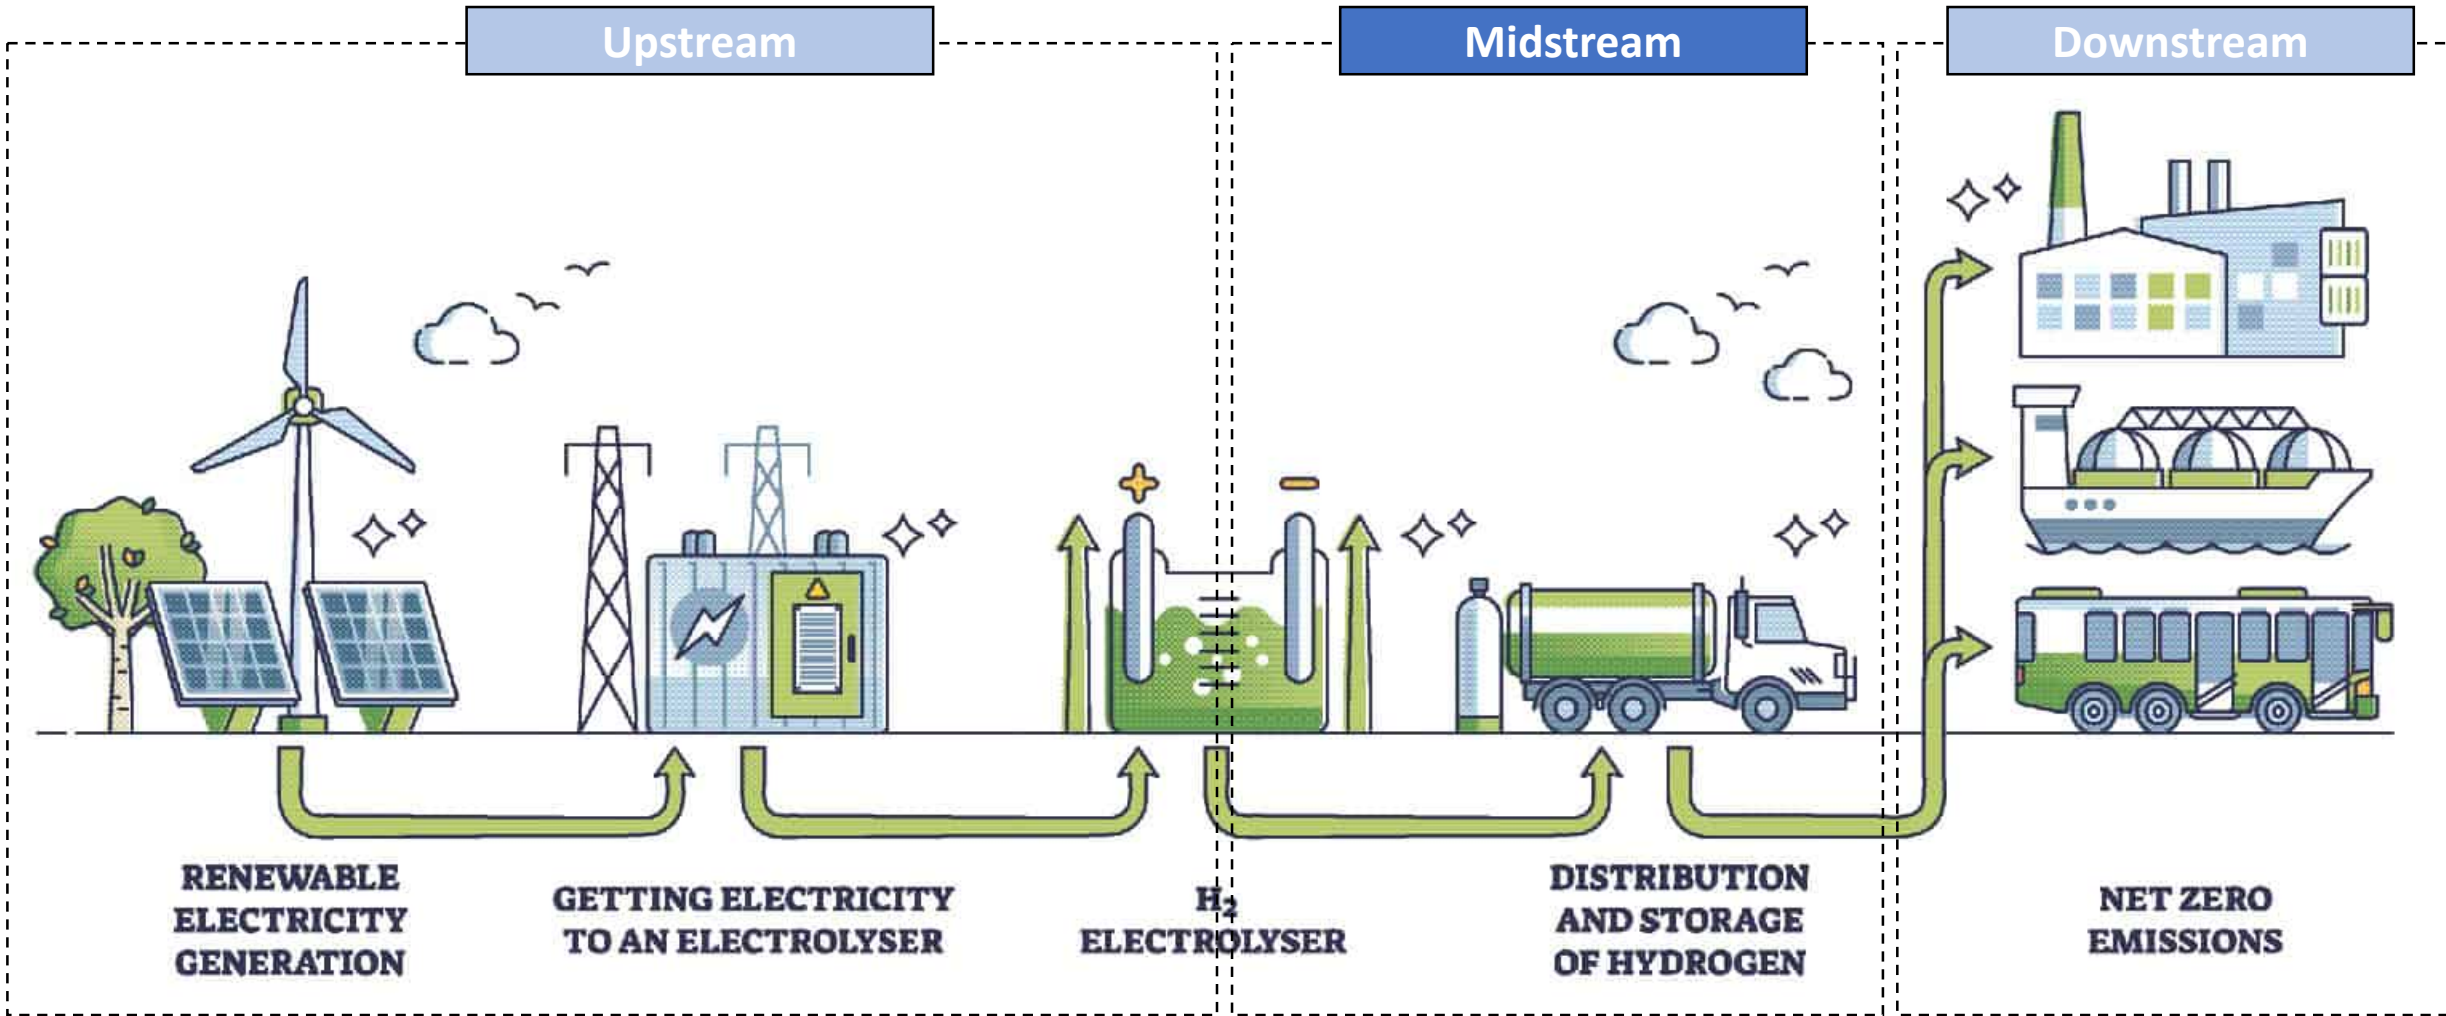 Upstream
Midstream
Downstream
RENEWABLE
ELECTRICITY
GENERATION
GETTING ELECTRICITY
TO AN ELECTROLYSER
H₂
ELECTROLYSER
DISTRIBUTION
AND STORAGE
OF HYDROGEN
NET ZERO
EMISSIONS